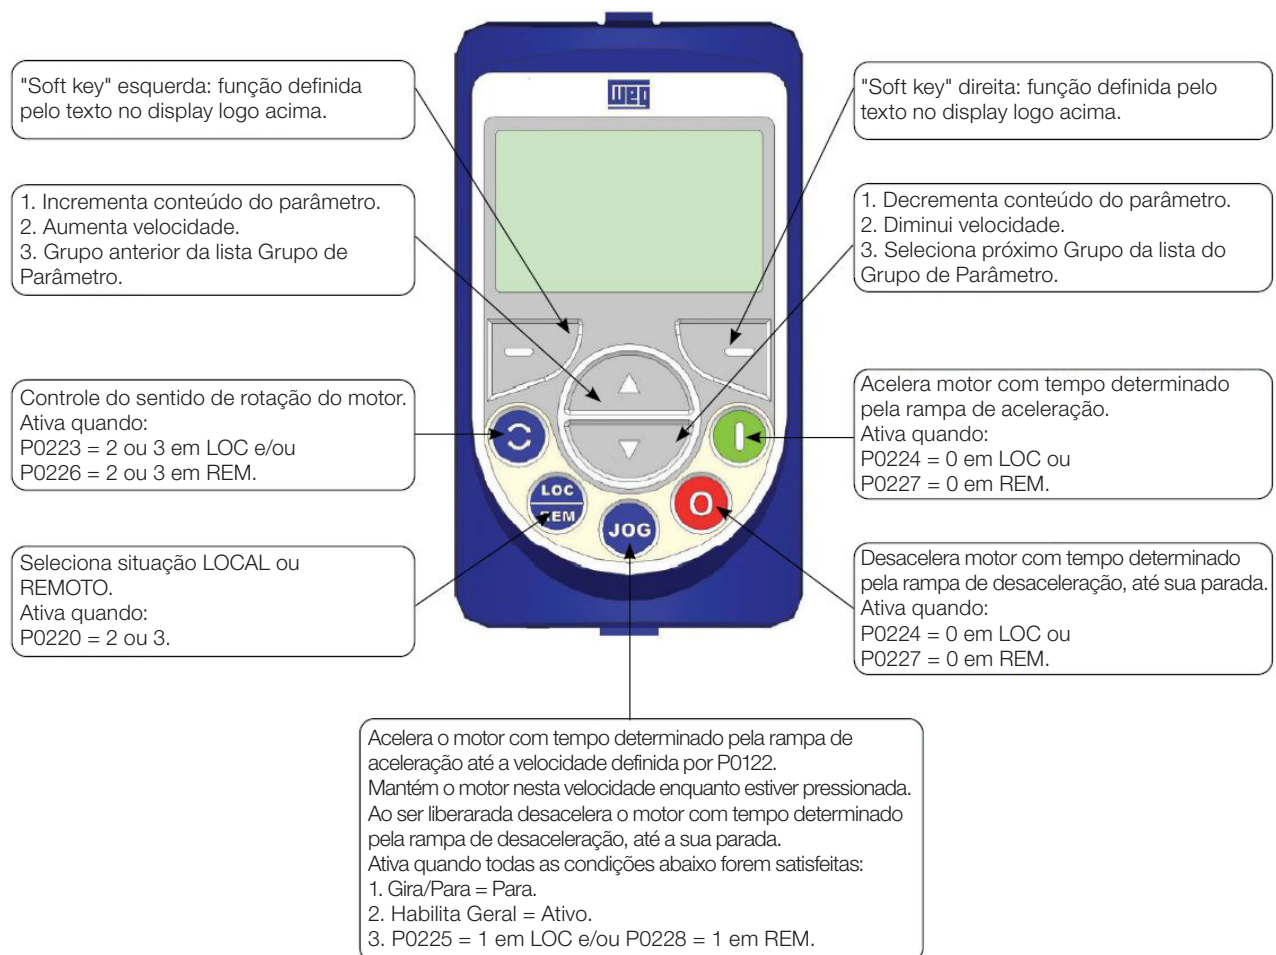 weg
"Soft key" esquerda: função definida
pelo texto no display logo acima.
"Soft key" direita: função definida pelo
texto no display logo acima.
1. Incrementa conteúdo do parâmetro.
2. Aumenta velocidade.
3. Grupo anterior da lista Grupo de
Parâmetro.
1. Decrementa conteúdo do parâmetro.
2. Diminui velocidade.
3. Seleciona próximo Grupo da lista do
Grupo de Parâmetro.
Controle do sentido de rotação do motor.
Ativa quando:
P0223 = 2 ou 3 em LOC e/ou
P0226 = 2 ou 3 em REM.
Acelera motor com tempo determinado
pela rampa de aceleração.
Ativa quando:
P0224 = 0 em LOC ou
P0227 = 0 em REM.
LOC
REM
JOG
Seleciona situação LOCAL ou
REMOTO.
Ativa quando:
P0220 = 2 ou 3.
Desacelera motor com tempo determinado
pela rampa de desaceleração, até sua parada.
Ativa quando:
P0224 = 0 em LOC ou
P0227 = 0 em REM.
Acelera o motor com tempo determinado pela rampa de
aceleração até a velocidade definida por P0122.
Mantém o motor nesta velocidade enquanto estiver pressionada.
Ao ser liberarada desacelera o motor com tempo determinado
pela rampa de desaceleração, até a sua parada.
Ativa quando todas as condições abaixo forem satisfeitas:
1. Gira/Para = Para.
2. Habilita Geral = Ativo.
3. P0225 = 1 em LOC e/ou P0228 = 1 em REM.